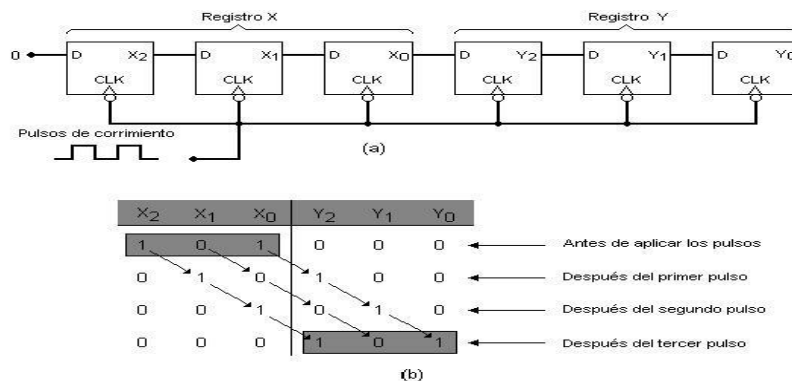 Registro X Registro Y
0 D X2 D X1 D X0 D Y2 D Y1 D Y0
CLK CLK CLK CLK CLK CLK
Pulsos de corrimiento
(a)
X2 X1 X0 Y2 Y1 Y0
1 0 1 0 0 0 Antes de aplicar los pulsos
0 1 0 1 0 0 Después del primer pulso
0 0 1 0 1 0 Después del segundo pulso
0 0 0 1 0 1 Después del tercer pulso
(b)